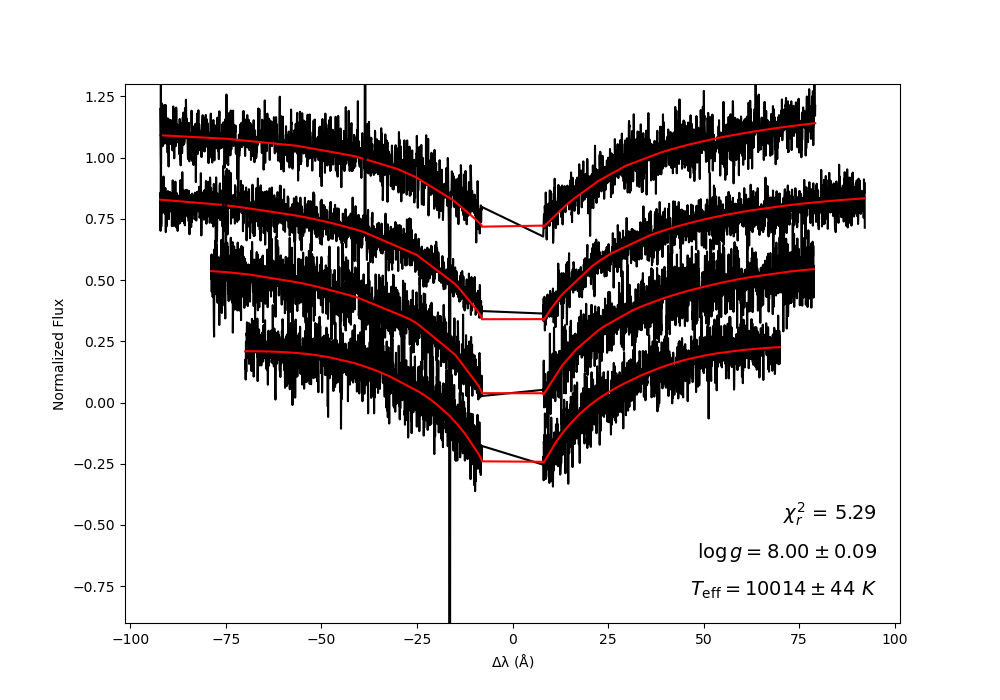 1.25
1.00
0.75
0.50
0.25
0.00
−0.25
−0.50
−0.75
Normalized Flux
χ²ᵣ = 5.29
log g = 8.00 ± 0.09
T_eff = 10014 ± 44 K
−100 −75 −50 −25 0 25 50 75 100
Δλ (Å)